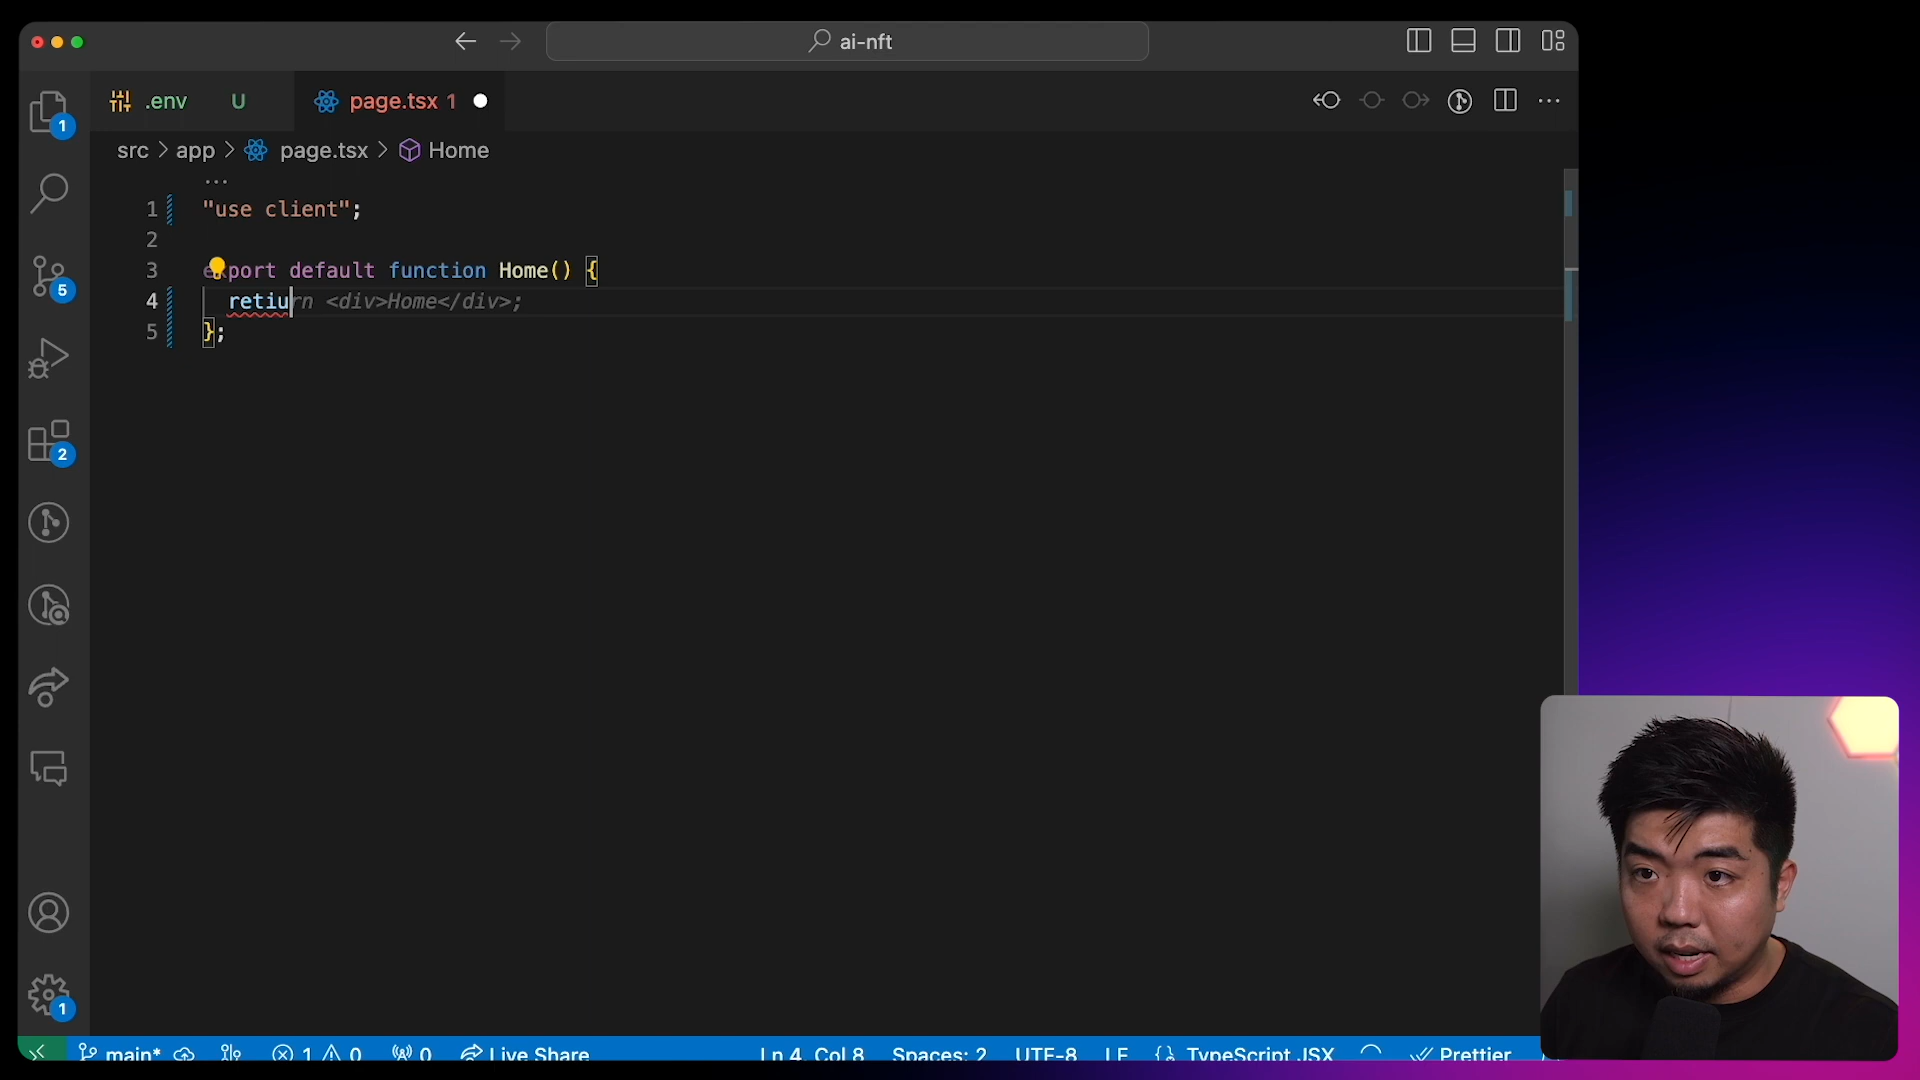 ai-nft
.env U page.tsx 1
src > app > page.tsx > Home
...
1 "use client";
2
3 export default function Home() {
4 retiurn <div>Home</div>;
5 };
1
5
2
1
main* 1 0 0 Live Share Ln 4, Col 8 Spaces: 2 UTF-8 LF {} TypeScript JSX Prettier